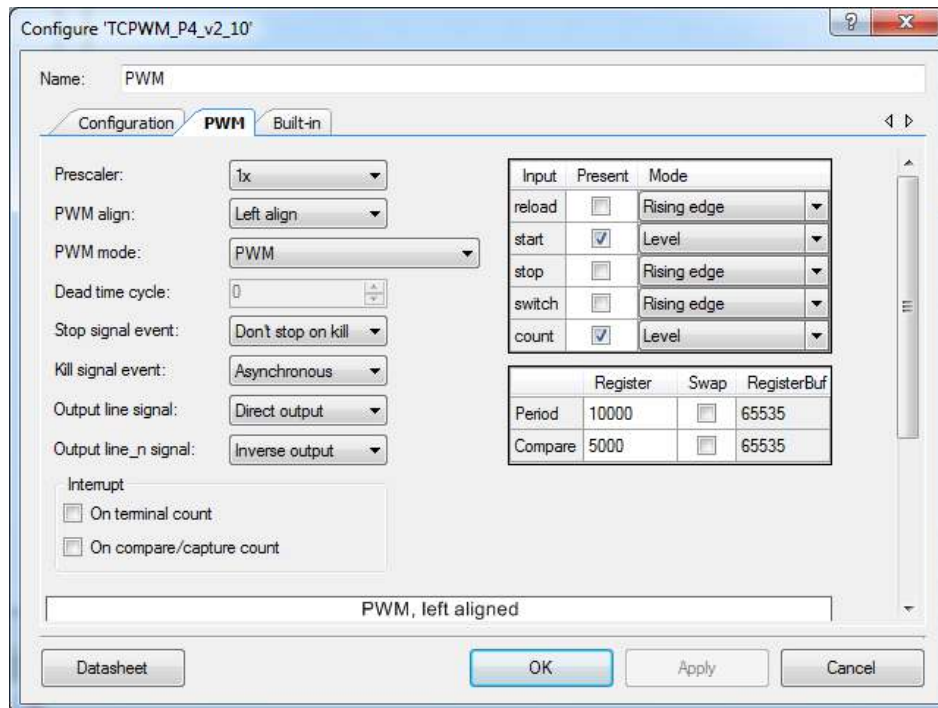 Configure 'TCPWM_P4_v2_10'
Name: PWM
Configuration PWM Built-in
Prescaler: 1x
PWM align: Left align
PWM mode: PWM
Dead time cycle: 0
Stop signal event: Don't stop on kill
Kill signal event: Asynchronous
Output line signal: Direct output
Output line_n signal: Inverse output
Interrupt
On terminal count
On compare/capture count
Input Present Mode
reload Rising edge
start Level
stop Rising edge
switch Rising edge
count Level
Register Swap RegisterBuf
Period 10000 65535
Compare 5000 65535
PWM, left aligned
Datasheet OK Apply Cancel